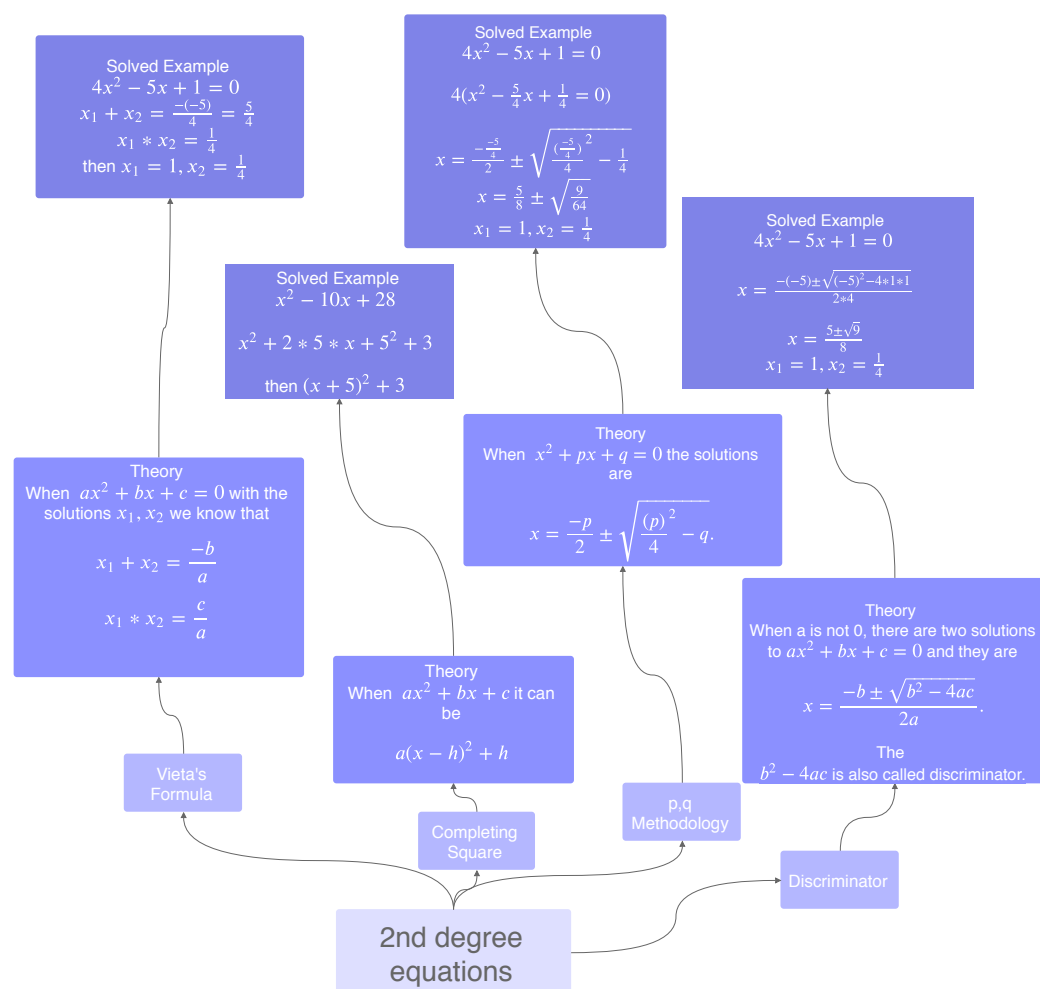 Solved Example
4x² − 5x + 1 = 0
x₁ + x₂ = −(−5)/4 = 5/4
x₁ * x₂ = 1/4
then x₁ = 1, x₂ = 1/4
Solved Example
4x² − 5x + 1 = 0
4(x² − 5/4x + 1/4 = 0)
x = (−(−5/4))/2 ± √((−5/4)²/4 − 1/4)
x = 5/8 ± √(9/64)
x₁ = 1, x₂ = 1/4
Solved Example
4x² − 5x + 1 = 0
x = (−(−5)±√((−5)²−4*1*1))/(2*4)
x = (5±√9)/8
x₁ = 1, x₂ = 1/4
Solved Example
x² − 10x + 28
x² + 2 * 5 * x + 5² + 3
then (x + 5)² + 3
Theory
When x² + px + q = 0 the solutions
are
x = −p/2 ± √((p)²/4 − q).
Theory
When ax² + bx + c = 0 with the
solutions x₁, x₂ we know that
x₁ + x₂ = −b/a
x₁ * x₂ = c/a
Theory
When a is not 0, there are two solutions
to ax² + bx + c = 0 and they are
x = (−b ± √(b² − 4ac))/2a.
The
b² − 4ac is also called discriminator.
Theory
When ax² + bx + c it can
be
a(x − h)² + h
Vieta's
Formula
Completing
Square
p,q
Methodology
Discriminator
2nd degree
equations